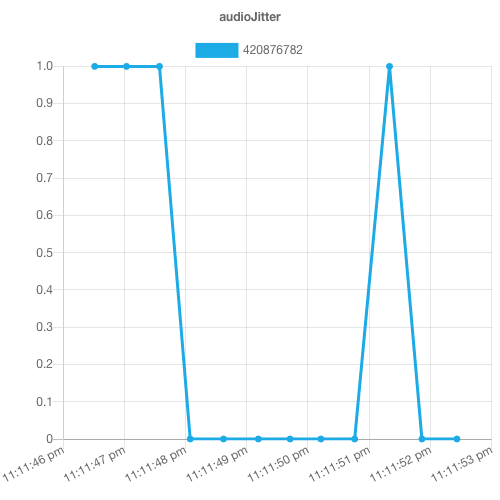 audioJitter
420876782
1.0
0.9
0.8
0.7
0.6
0.5
0.4
0.3
0.2
0.1
0
11:11:46 pm
11:11:47 pm
11:11:48 pm
11:11:49 pm
11:11:50 pm
11:11:51 pm
11:11:52 pm
11:11:53 pm